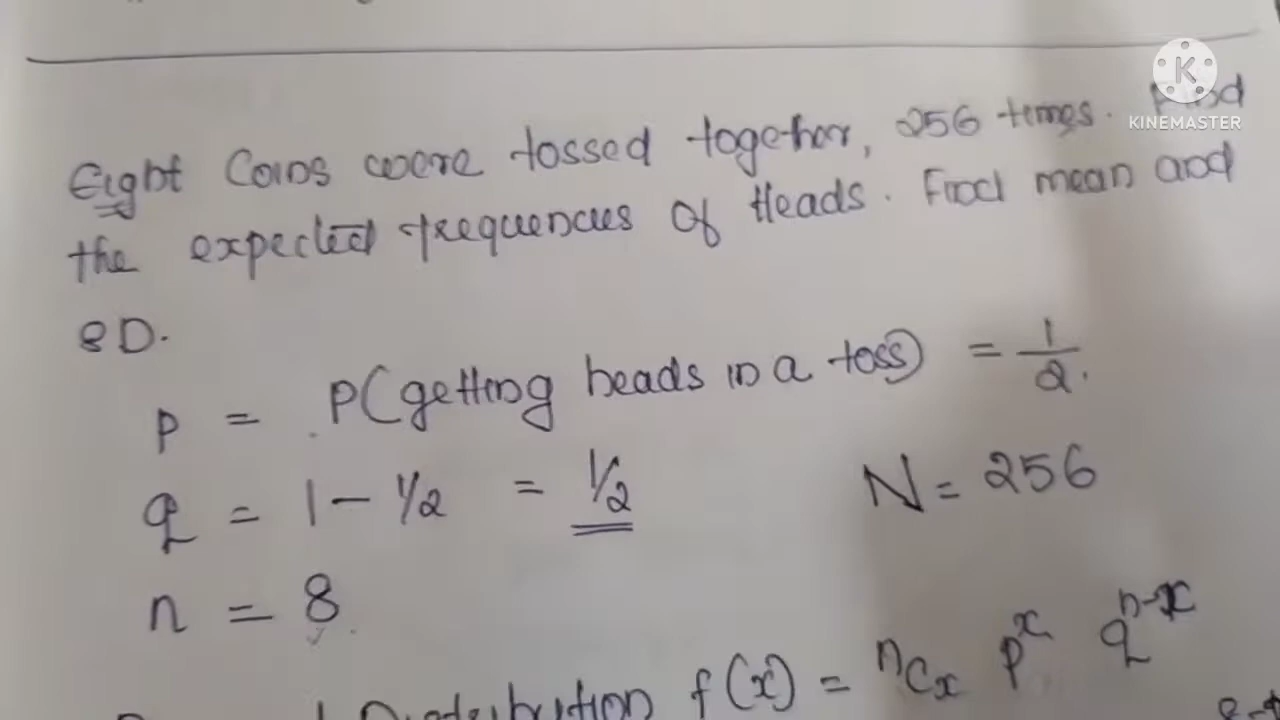 KINEMASTER
Eight Coins were tossed together, 256 times. Find
the expected frequencies of Heads. Find mean and
SD.
p = P(getting heads in a toss) = 1/2.
q = 1 - 1/2 = 1/2
N = 256
n = 8
Distribution f(x) = nCx p^x q^n-x